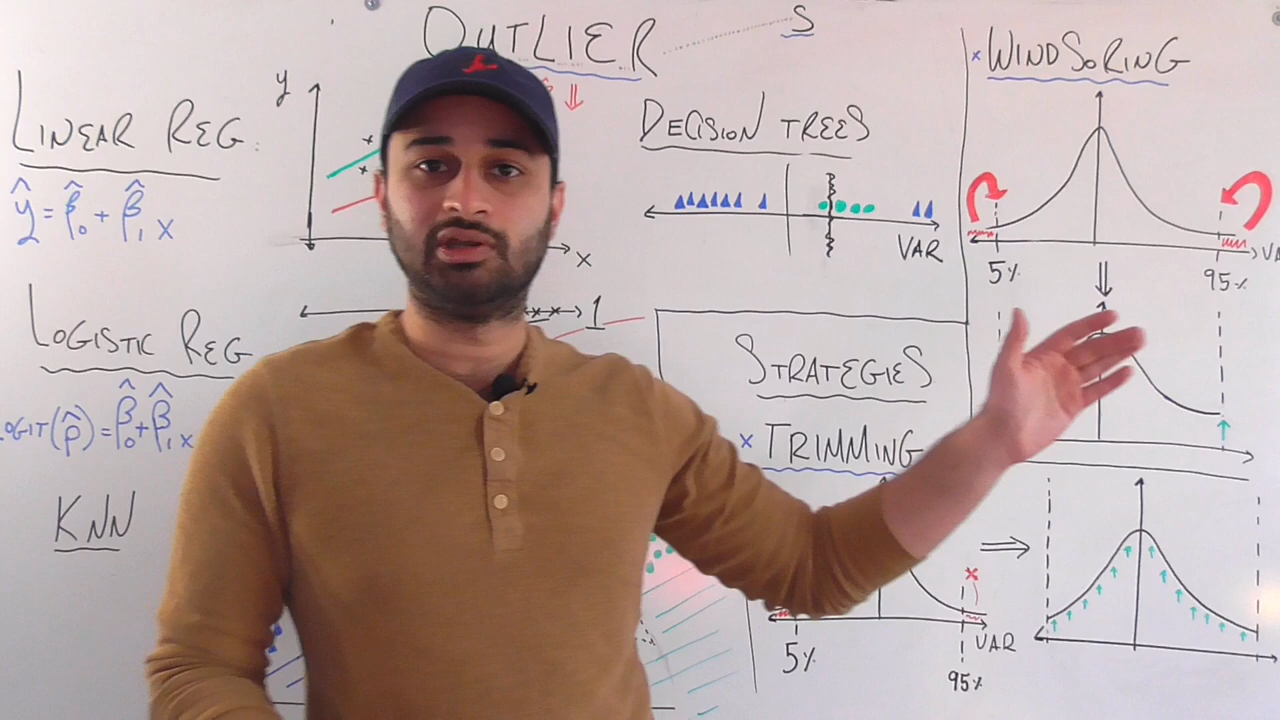 OUTLIER S
LINEAR REG.
ŷ = β̂₀ + β̂₁ x
y
x
1
LOGISTIC REG
LOGIT(p̂) = β̂₀ + β̂₁ x
KNN
DECISION TREES
VAR
STRATEGIES
x TRIMMING
5%
95%
VAR
x WINDSORING
5%
95%